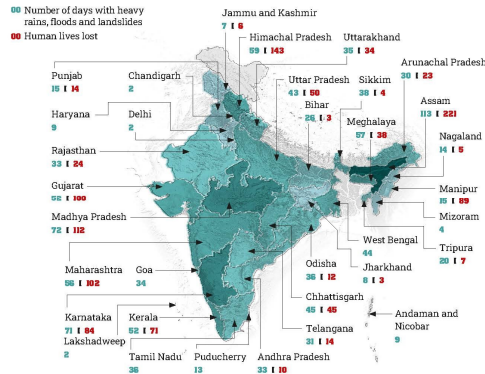 00 Number of days with heavy
rains, floods and landslides
00 Human lives lost
Jammu and Kashmir
7 | 6
Himachal Pradesh
59 | 143
Uttarakhand
35 | 34
Arunachal Pradesh
30 | 23
Punjab
15 | 14
Chandigarh
2
Uttar Pradesh
43 | 50
Sikkim
38 | 4
Bihar
26 | 3
Assam
113 | 221
Haryana
9
Delhi
2
Meghalaya
57 | 38
Nagaland
14 | 5
Rajasthan
33 | 24
Gujarat
52 | 100
Manipur
15 | 89
Madhya Pradesh
72 | 112
Mizoram
4
West Bengal
44
Tripura
20 | 7
Maharashtra
56 | 102
Goa
34
Odisha
36 | 12
Jharkhand
8 | 3
Chhattisgarh
45 | 45
Karnataka
71 | 84
Kerala
52 | 71
Andaman and
Nicobar
9
Telangana
31 | 14
Lakshadweep
2
Tamil Nadu
36
Puducherry
13
Andhra Pradesh
33 | 10